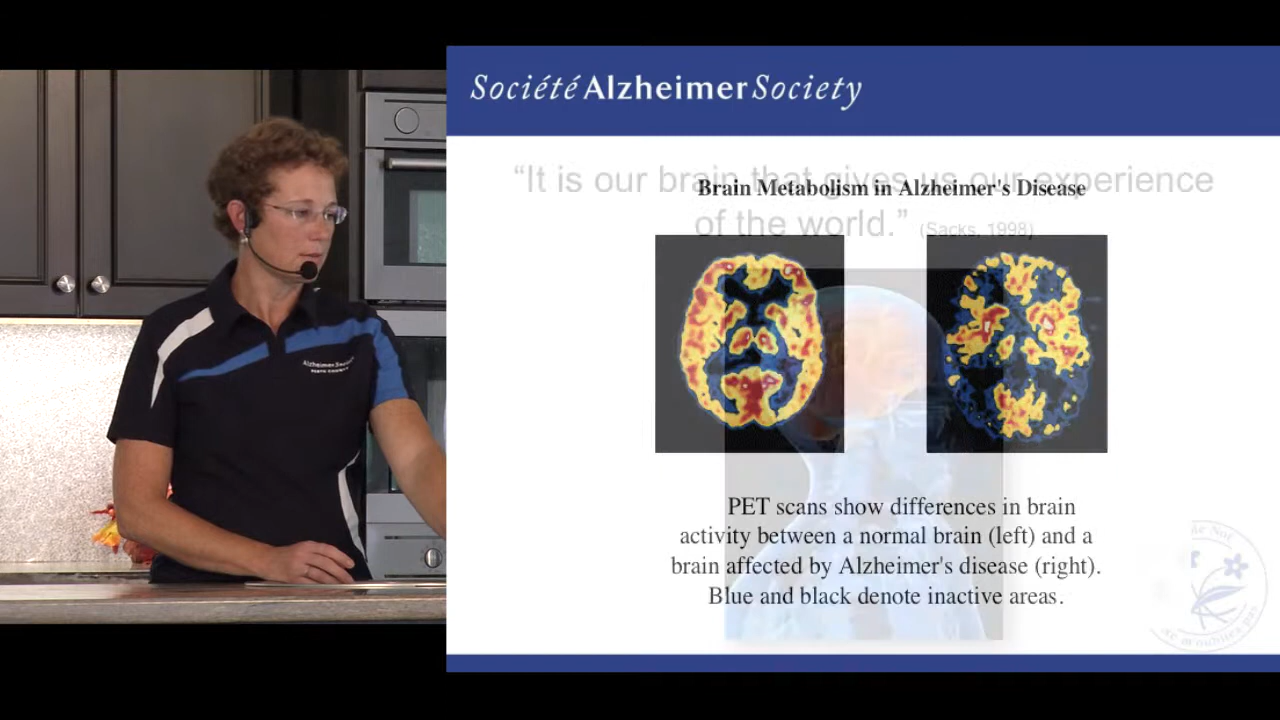 Société Alzheimer Society
“It is our brain that gives us our experience
of the world.” (Sacks, 1998)
Brain Metabolism in Alzheimer's Disease
PET scans show differences in brain
activity between a normal brain (left) and a
brain affected by Alzheimer's disease (right).
Blue and black denote inactive areas.
Alzheimer Society